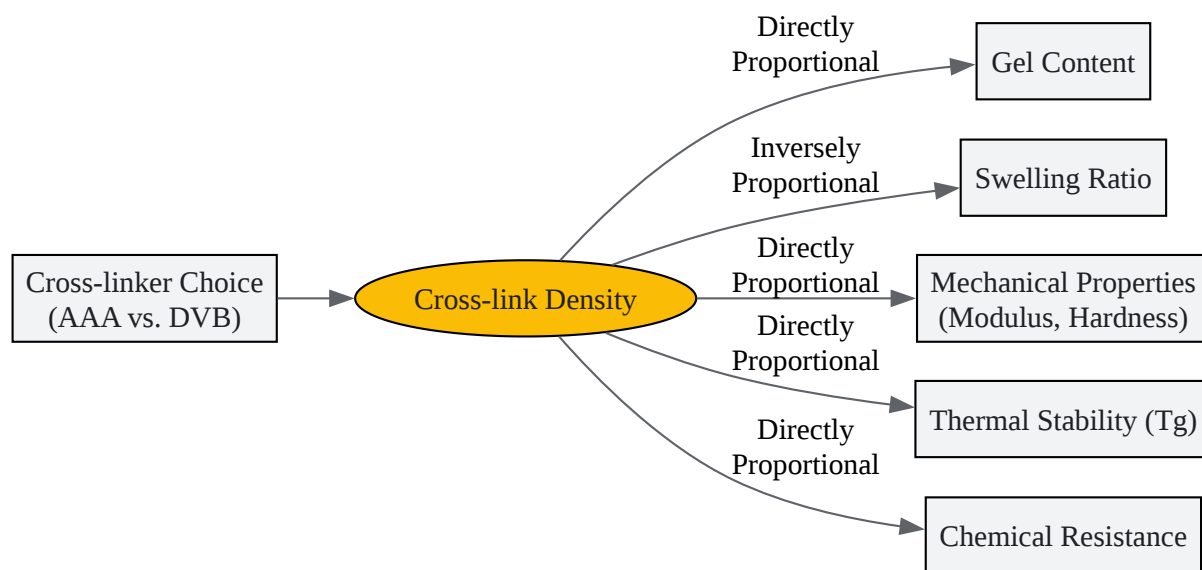 Directly
Proportional
Gel Content
Inversely
Proportional
Swelling Ratio
Cross-linker Choice
(AAA vs. DVB)
Cross-link Density
Directly
Proportional
Mechanical Properties
(Modulus, Hardness)
Directly
Proportional
Thermal Stability (Tg)
Directly
Proportional
Chemical Resistance